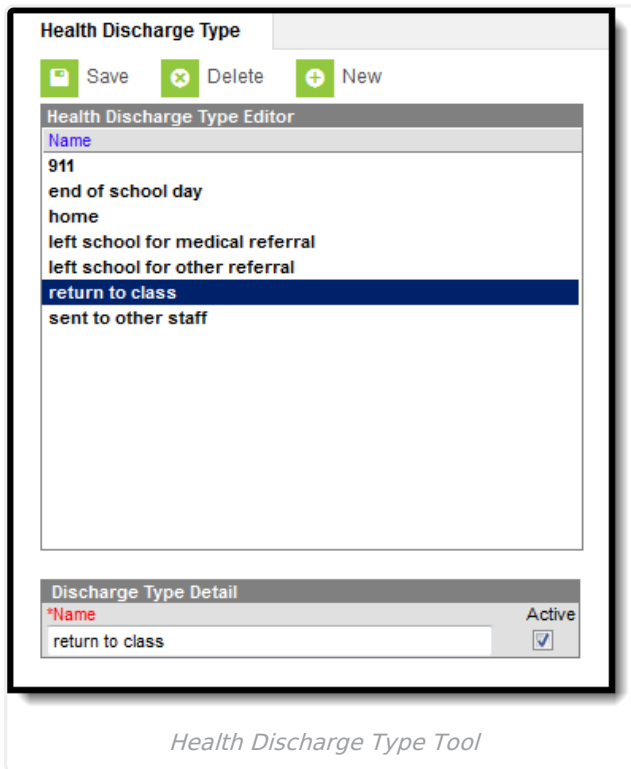 Health Discharge Type
Save Delete New
Health Discharge Type Editor
Name
911
end of school day
home
left school for medical referral
left school for other referral
return to class
sent to other staff
Discharge Type Detail
*Name Active
return to class
Health Discharge Type Tool